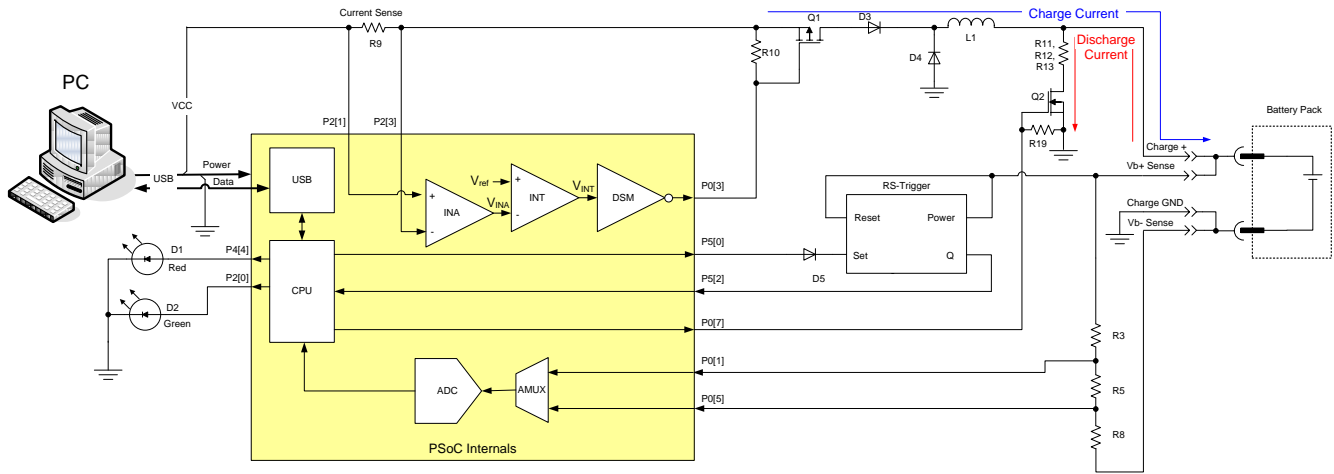 Current Sense
R9
Q1
D3
Charge Current
L1
R10
D4
R11,
R12,
R13
Discharge
Current
Q2
R19
PC
VCC
P2[1]
P2[3]
Battery Pack
Charge +
Vb+ Sense
Charge GND
Vb- Sense
Power
USB
Data
USB
+
-
INA
Vref
VINA
+
-
INT
VINT
DSM
P0[3]
RS-Trigger
Reset
Power
Set
Q
D1
Red
P4[4]
P2[0]
D2
Green
CPU
P5[0]
D5
P5[2]
P0[7]
P0[1]
P0[5]
ADC
AMUX
R3
R5
R8
PSoC Internals